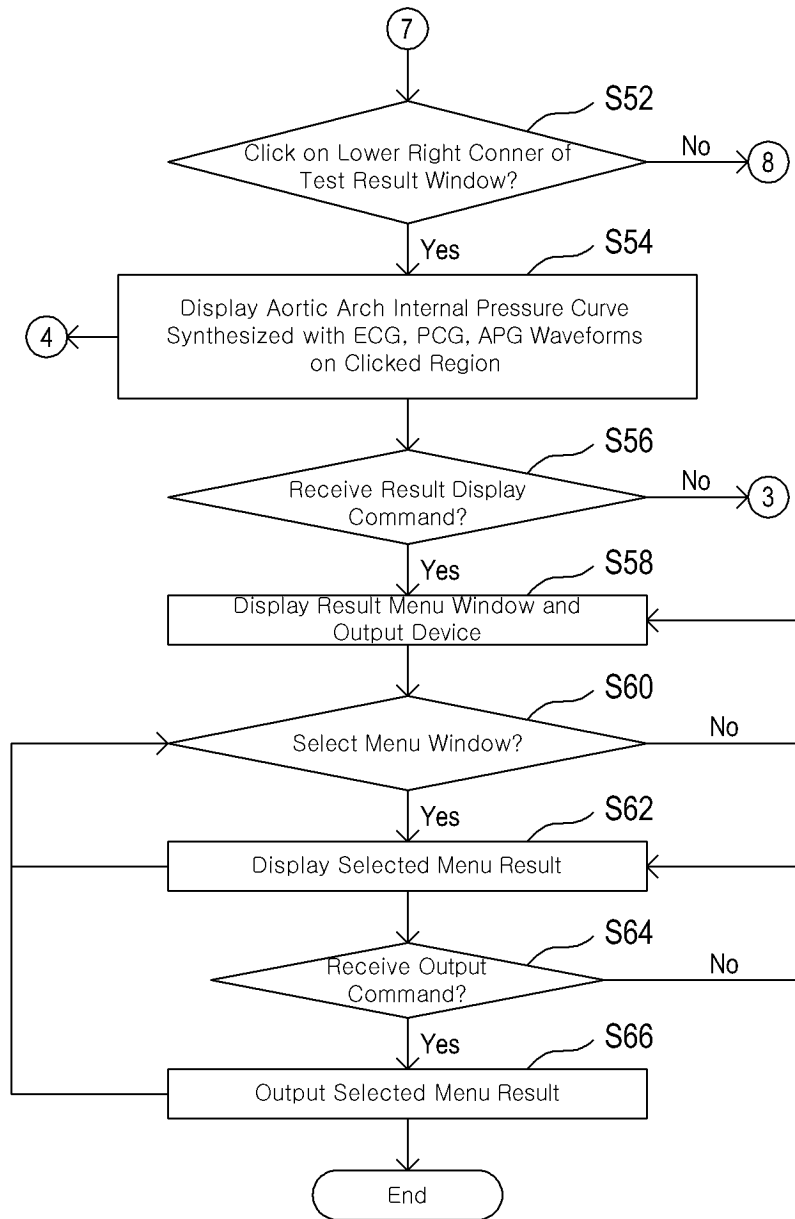 7
S52
Click on Lower Right Conner of
Test Result Window?
No
8
Yes
S54
Display Aortic Arch Internal Pressure Curve
Synthesized with ECG, PCG, APG Waveforms
on Clicked Region
4
S56
Receive Result Display
Command?
No
3
Yes
S58
Display Result Menu Window and
Output Device
S60
Select Menu Window?
No
Yes
S62
Display Selected Menu Result
S64
Receive Output
Command?
No
Yes
S66
Output Selected Menu Result
End